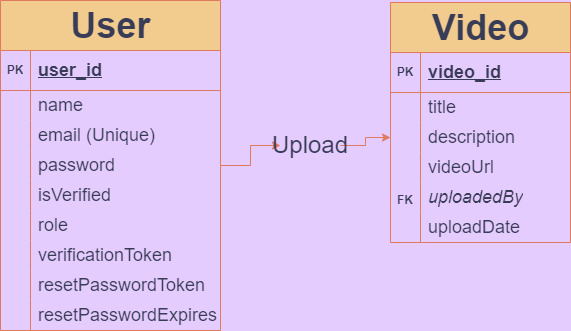 User
PK user_id
name
email (Unique)
password
isVerified
role
verificationToken
resetPasswordToken
resetPasswordExpires
Upload
Video
PK video_id
title
description
videoUrl
FK uploadedBy
uploadDate